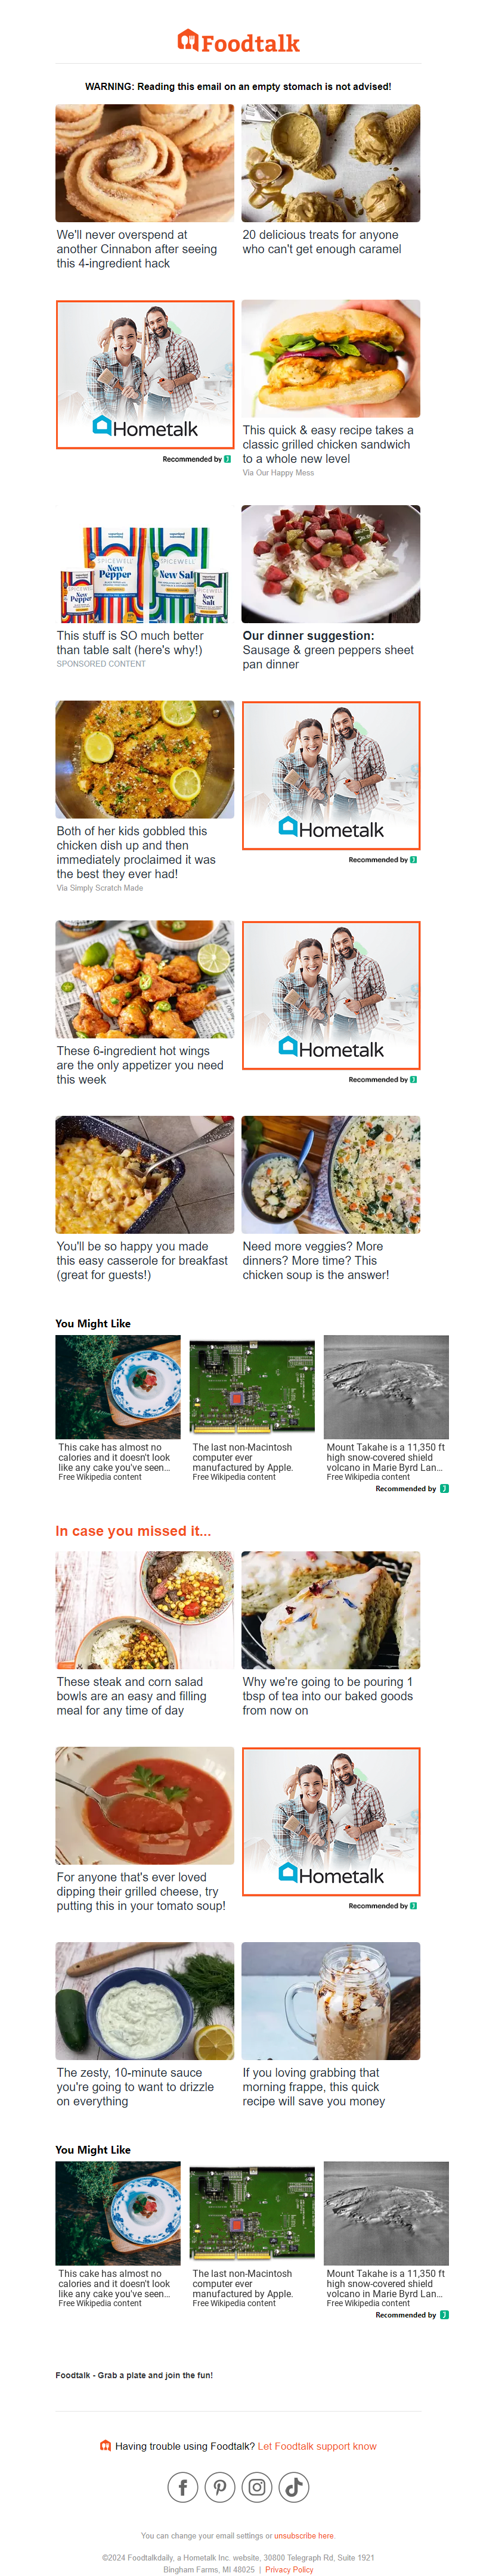 Foodtalk
WARNING: Reading this email on an empty stomach is not advised!
We'll never overspend at
another Cinnabon after seeing
this 4-ingredient hack
20 delicious treats for anyone
who can't get enough caramel
Hometalk
Recommended by
This quick & easy recipe takes a
classic grilled chicken sandwich
to a whole new level
Via Our Happy Mess
SPICEWELL
New
Pepper
SPICEWELL
New Salt
SPICEWELL
New
Pepper
New
Salt
This stuff is SO much better
than table salt (here's why!)
SPONSORED CONTENT
Our dinner suggestion:
Sausage & green peppers sheet
pan dinner
Both of her kids gobbled this
chicken dish up and then
immediately proclaimed it was
the best they ever had!
Via Simply Scratch Made
Hometalk
Recommended by
These 6-ingredient hot wings
are the only appetizer you need
this week
Hometalk
Recommended by
You'll be so happy you made
this easy casserole for breakfast
(great for guests!)
Need more veggies? More
dinners? More time? This
chicken soup is the answer!
You Might Like
This cake has almost no
calories and it doesn't look
like any cake you've seen...
Free Wikipedia content
The last non-Macintosh
computer ever
manufactured by Apple.
Free Wikipedia content
Mount Takahe is a 11,350 ft
high snow-covered shield
volcano in Marie Byrd Lan...
Free Wikipedia content
Recommended by
In case you missed it...
These steak and corn salad
bowls are an easy and filling
meal for any time of day
Why we're going to be pouring 1
tbsp of tea into our baked goods
from now on
For anyone that's ever loved
dipping their grilled cheese, try
putting this in your tomato soup!
Hometalk
Recommended by
The zesty, 10-minute sauce
you're going to want to drizzle
on everything
If you loving grabbing that
morning frappe, this quick
recipe will save you money
You Might Like
This cake has almost no
calories and it doesn't look
like any cake you've seen...
Free Wikipedia content
The last non-Macintosh
computer ever
manufactured by Apple.
Free Wikipedia content
Mount Takahe is a 11,350 ft
high snow-covered shield
volcano in Marie Byrd Lan...
Free Wikipedia content
Recommended by
Foodtalk - Grab a plate and join the fun!
Having trouble using Foodtalk? Let Foodtalk support know
You can change your email settings or unsubscribe here.
©2024 Foodtalkdaily, a Hometalk Inc. website, 30800 Telegraph Rd, Suite 1921
Bingham Farms, MI 48025 | Privacy Policy